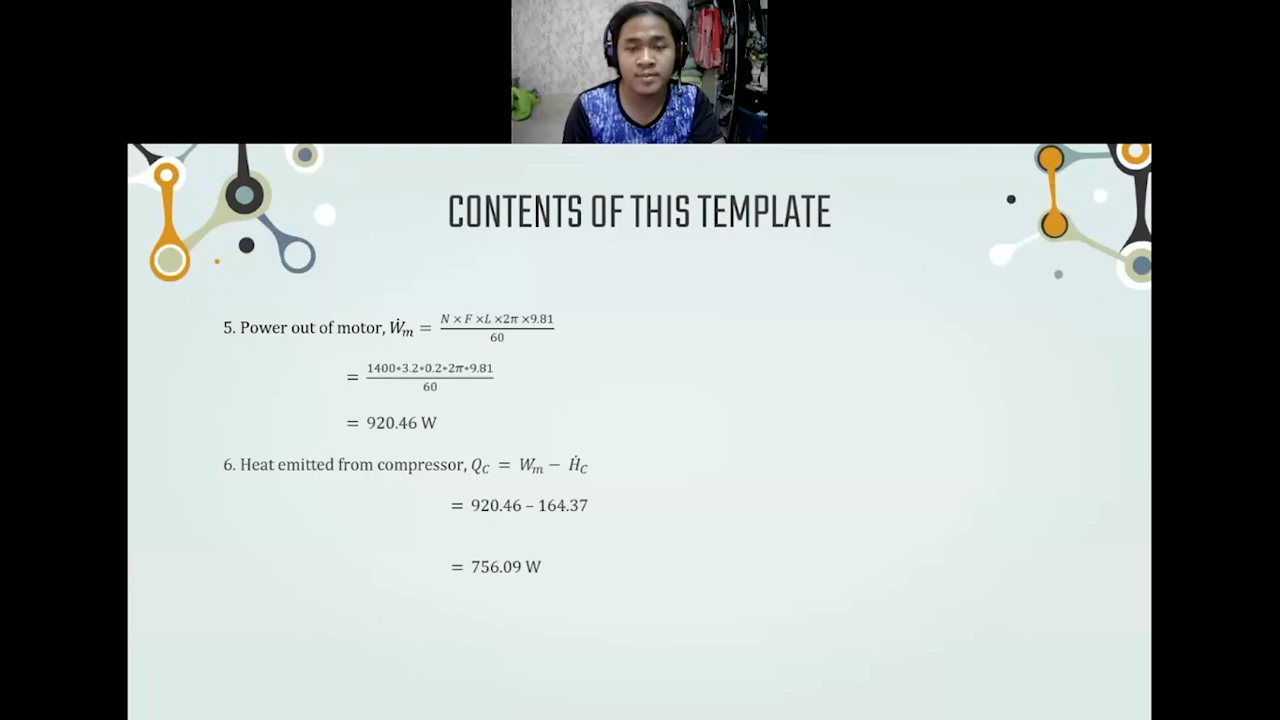 CONTENTS OF THIS TEMPLATE
5. Power out of motor, Ẇₘ = (N × F ×L ×2π ×9.81)/60
= (1400∗3.2∗0.2∗2π∗9.81)/60
= 920.46 W
6. Heat emitted from compressor, Q_C = Wₘ − Ḣ_C
= 920.46 – 164.37
= 756.09 W